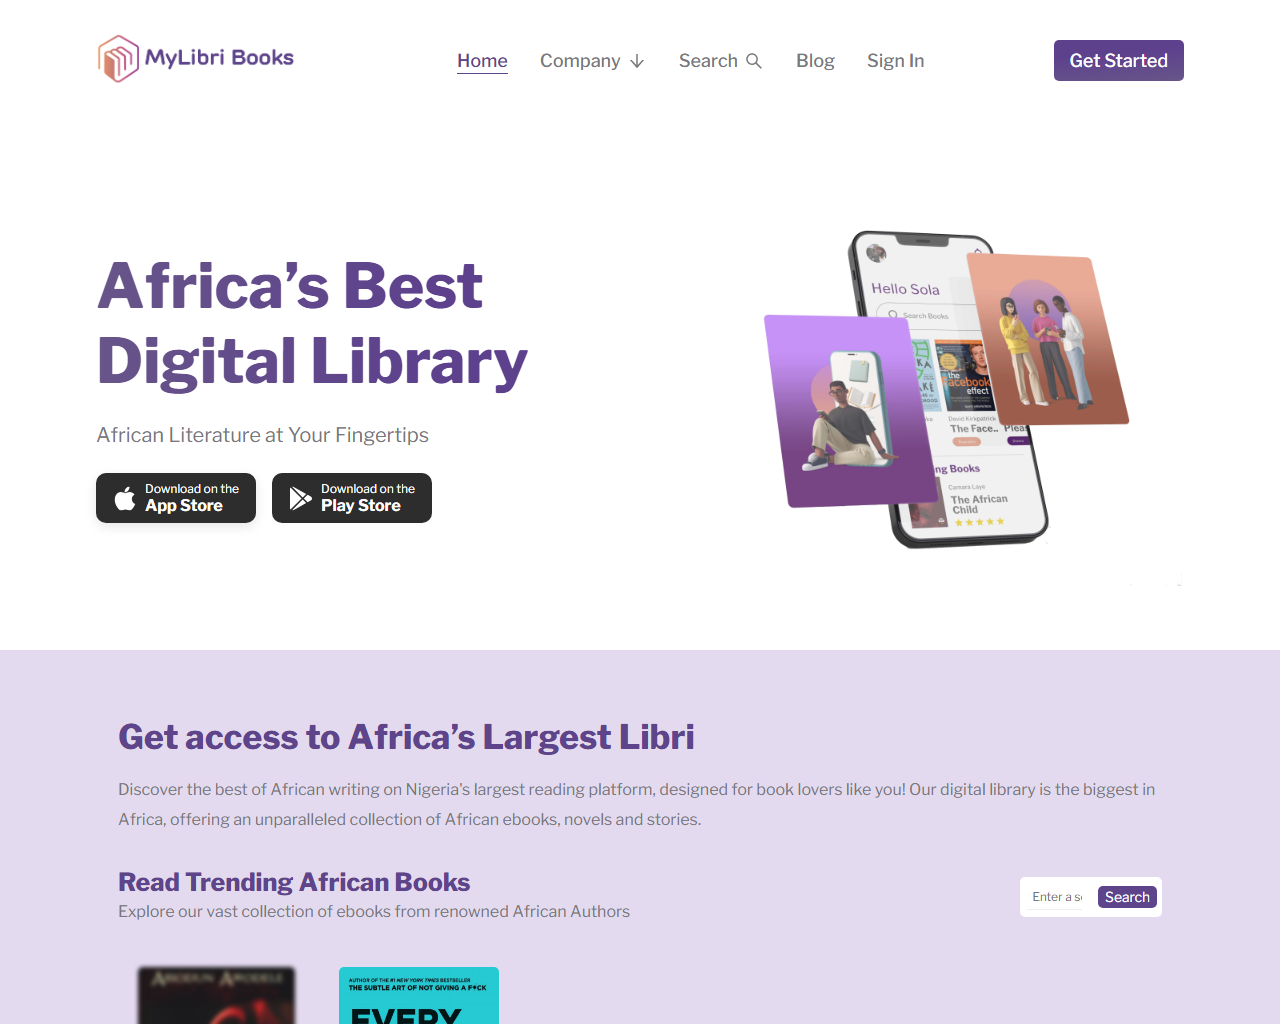 MyLibri Books
Home
Company
Search
Blog
Sign In
Get Started
Africa’s Best
Digital Library
African Literature at Your Fingertips
Download on the
App Store
Download on the
Play Store
Hello Sola
Search Books
the
facebook
effect
David Kirkpatrick
The Face..
Pleas
ng Books
Camara Laye
The African
Child
Get access to Africa’s Largest Libri
Discover the best of African writing on Nigeria's largest reading platform, designed for book lovers like you! Our digital library is the biggest in
Africa, offering an unparalleled collection of African ebooks, novels and stories.
Read Trending African Books
Explore our vast collection of ebooks from renowned African Authors
Enter a se
Search
AUTHOR OF THE #1 NEW YORK TIMES BESTSELLER
THE SUBTLE ART OF NOT GIVING A F*CK
EVERY